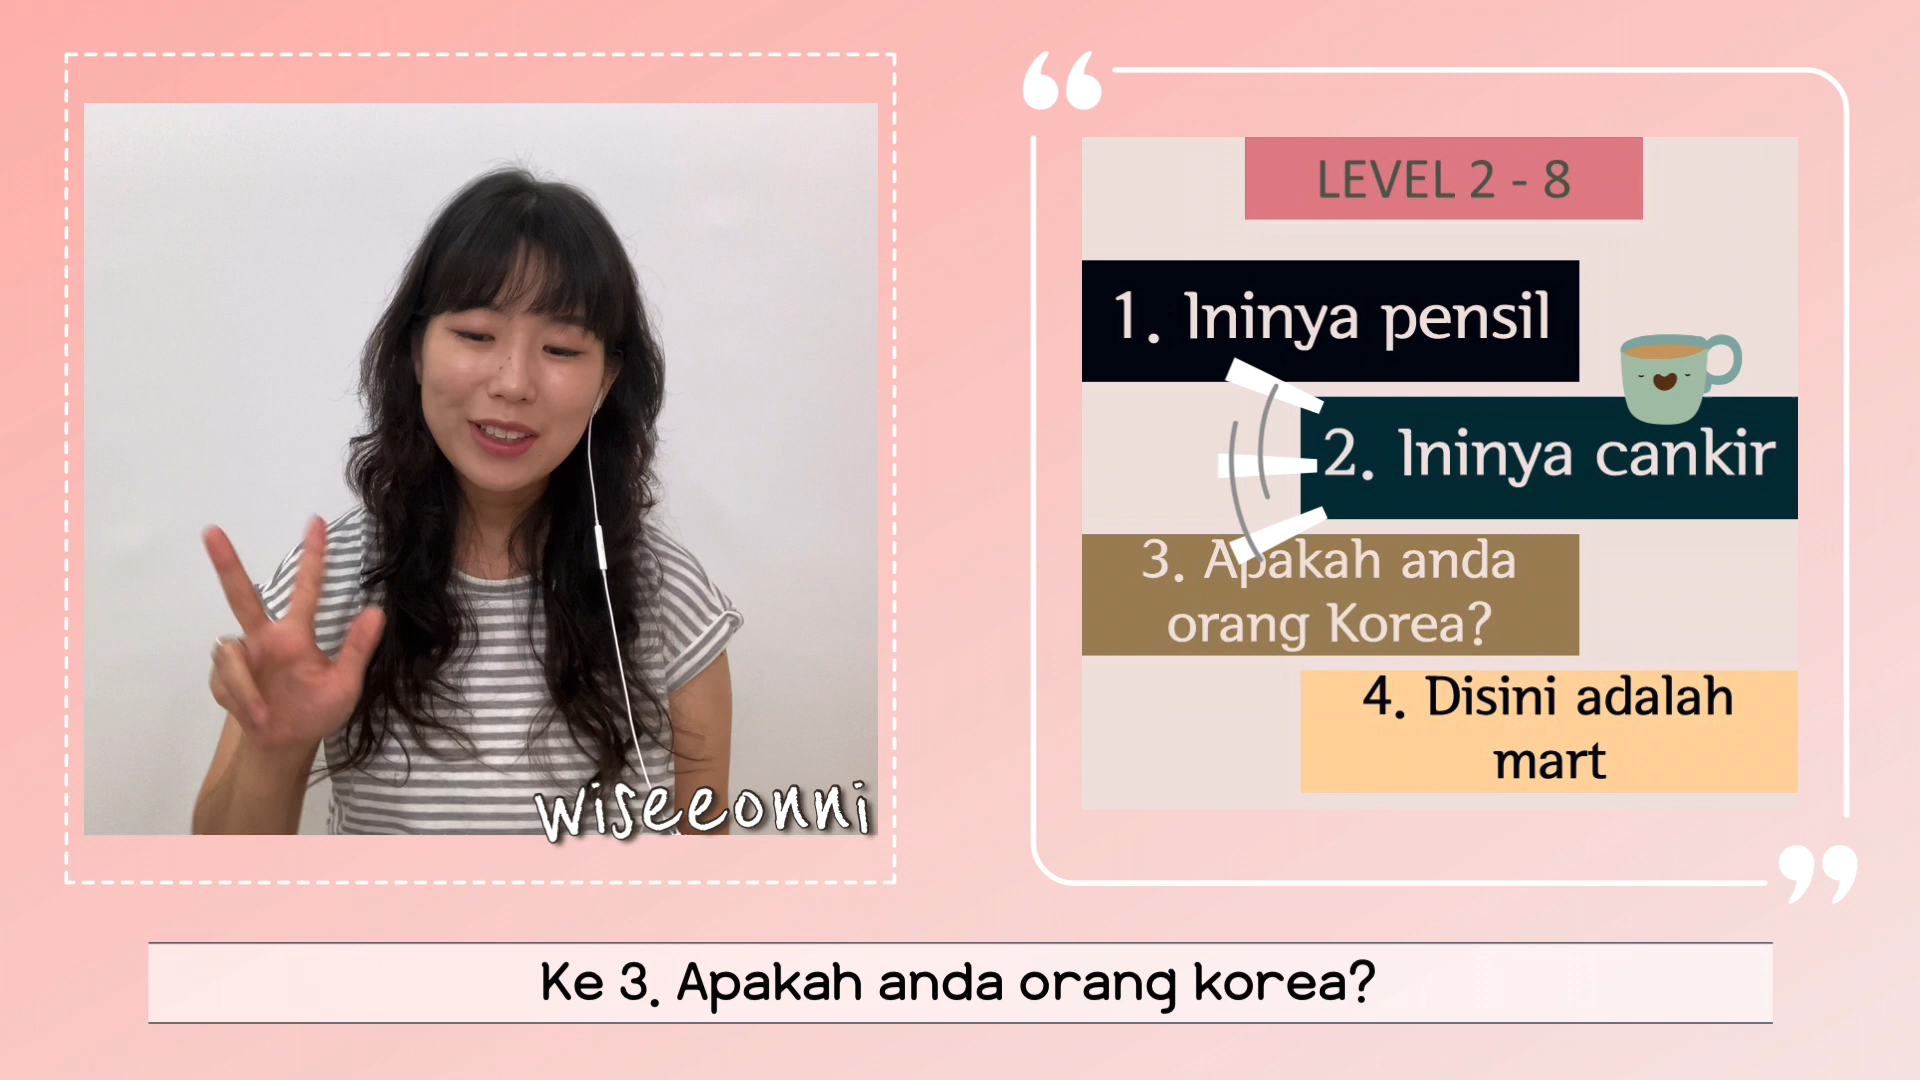 LEVEL 2 - 8
1. Ininya pensil
2. Ininya cankir
3. Apakah anda
orang Korea?
4. Disini adalah
mart
wiseeonni
Ke 3. Apakah anda orang korea?